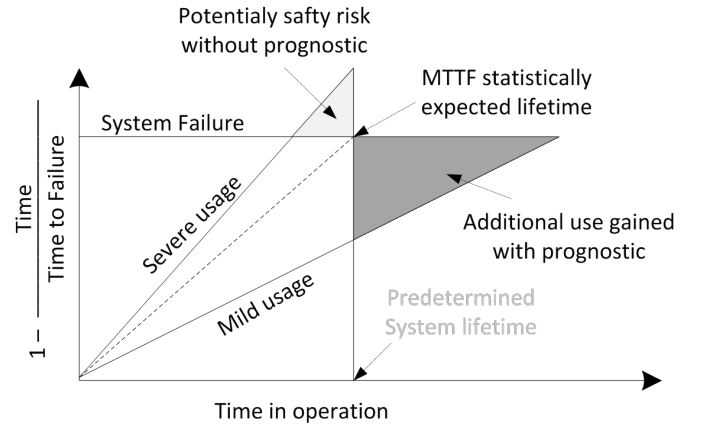 Potentialy safty risk
without prognostic
MTTF statistically
expected lifetime
System Failure
Time
Time to Failure
1 –
Severe usage
Mild usage
Additional use gained
with prognostic
Predetermined
System lifetime
Time in operation